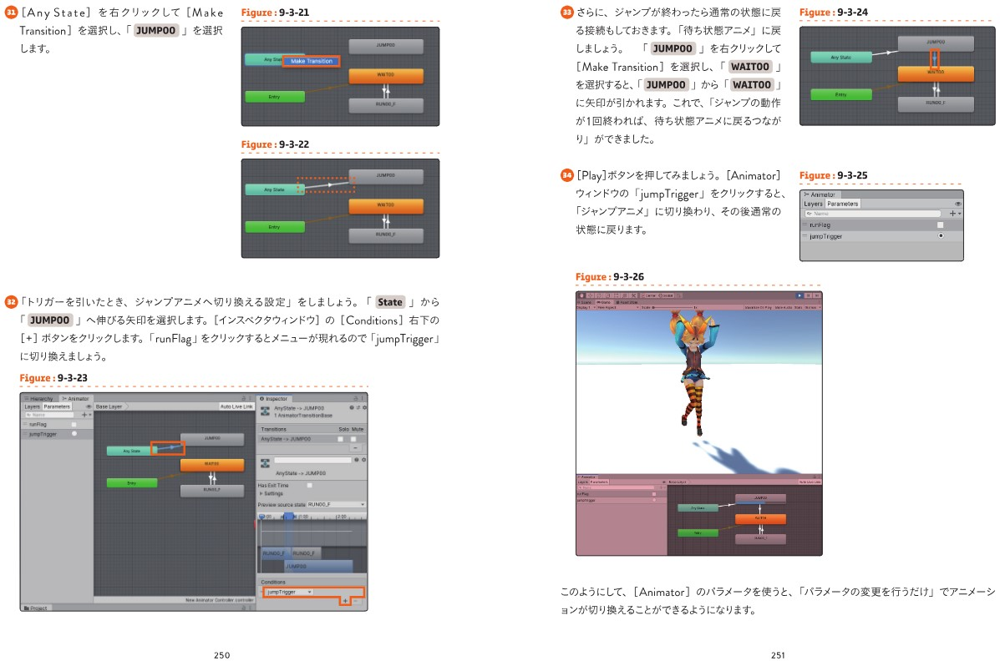 31 [Any State] を右クリックして [Make
Transition] を選択し、「 JUMP00 」を選択
します。
Figure : 9-3-21
Any State
Make Transition
JUMP00
WAIT00
Entry
RUN00_F
Figure : 9-3-22
JUMP00
Any State
WAIT00
Entry
RUN00_F
32 「トリガーを引いたとき、ジャンプアニメへ切り換える設定」をしましょう。「 State 」から
「 JUMP00 」へ伸びる矢印を選択します。[インスペクタウィンドウ] の [Conditions] 右下の
[+] ボタンをクリックします。「runFlag」をクリックするとメニューが現れるので「jumpTrigger」
に切り換えましょう。
Figure : 9-3-23
Hierarchy Animator
Layers Parameters
Base Layer
Auto Live Link
Name
runFlag
jumpTrigger
JUMP00
Any State
WAIT00
Entry
RUN00_F
New Animator Controller.controller
Project
Inspector
AnyState -> JUMP00
1 AnimatorTransitionBase
Transitions Solo Mute
AnyState -> JUMP00
AnyState -> JUMP00
Has Exit Time
Settings
Preview source state RUN00_F
RUN00_F RUN00_F
JUMP00
Conditions
jumpTrigger
250
33 さらに、ジャンプが終わったら通常の状態に戻
る接続もしておきます。「待ち状態アニメ」に戻
しましょう。 「 JUMP00 」を右クリックして
[Make Transition] を選択し、「 WAIT00 」
を選択すると、「 JUMP00 」から「 WAIT00 」
に矢印が引かれます。これで、「ジャンプの動作
が1回終われば、待ち状態アニメに戻るつなが
り」ができました。
Figure : 9-3-24
JUMP00
Any State
WAIT00
Entry
RUN00_F
34 [Play]ボタンを押してみましょう。[Animator]
ウィンドウの「jumpTrigger」をクリックすると、
「ジャンプアニメ」に切り換わり、その後通常の
状態に戻ります。
Figure : 9-3-25
Animator
Layers Parameters
Name
runFlag
jumpTrigger
Figure : 9-3-26
Animator
Layers Parameters
Base Layer
Auto Live Link
runFlag
jumpTrigger
JUMP00
Any State
WAIT00
Entry
このようにして、[Animator] のパラメータを使うと、「パラメータの変更を行うだけ」でアニメーシ
ョンが切り換えることができるようになります。
251